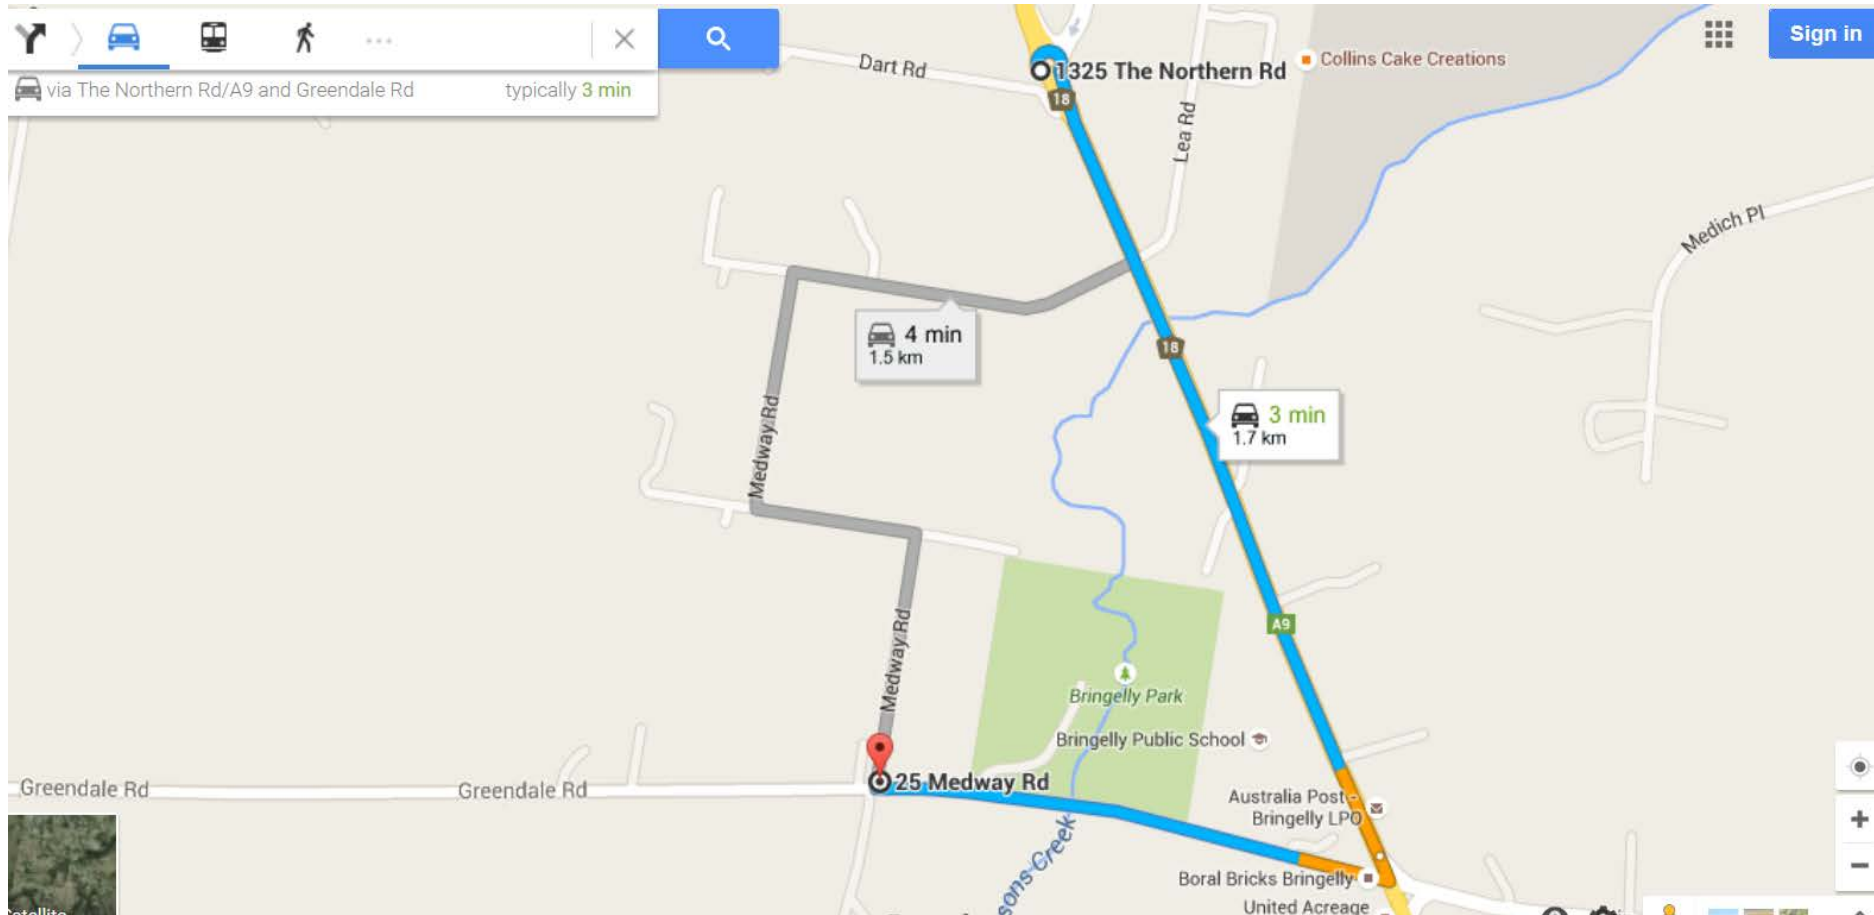 Sign in
Dart Rd
1325 The Northern Rd
Collins Cake Creations
via The Northern Rd/A9 and Greendale Rd
typically 3 min
18
Lea Rd
Medich Pl
4 min
1.5 km
18
3 min
1.7 km
Medway Rd
A9
Medway Rd
Bringelly Park
Bringelly Public School
25 Medway Rd
Greendale Rd
Greendale Rd
Australia Post -
Bringelly LPO
sons Creek
Boral Bricks Bringelly
United Acreage